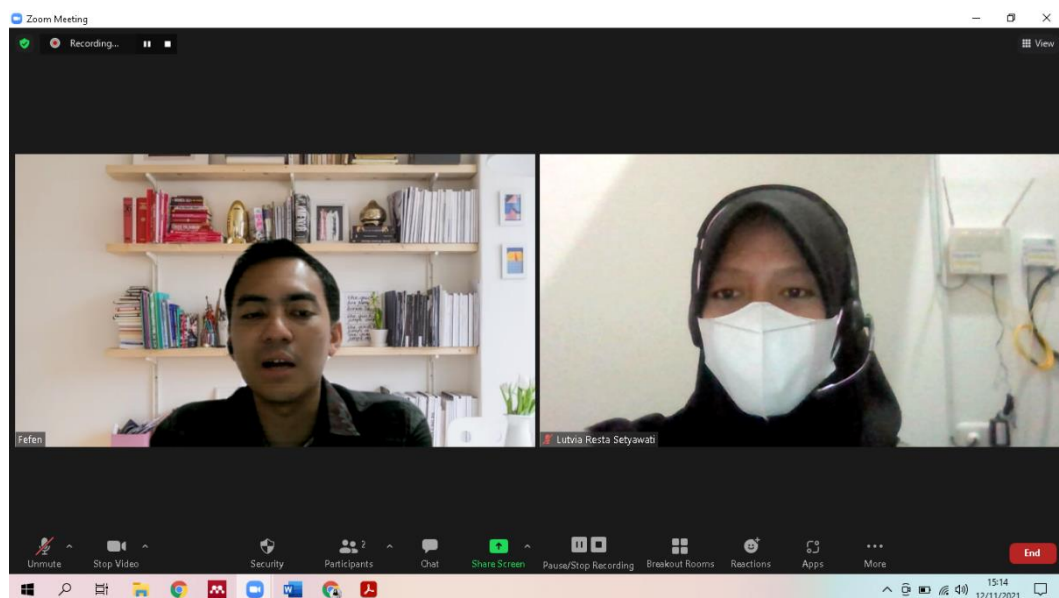 Zoom Meeting
Recording...
View
Fefen
Lutvia Resta Setyawati
Unmute
Stop Video
Security
2
Participants
Chat
Share Screen
Pause/Stop Recording
Breakout Rooms
Reactions
Apps
More
End
15:14
12/11/2021